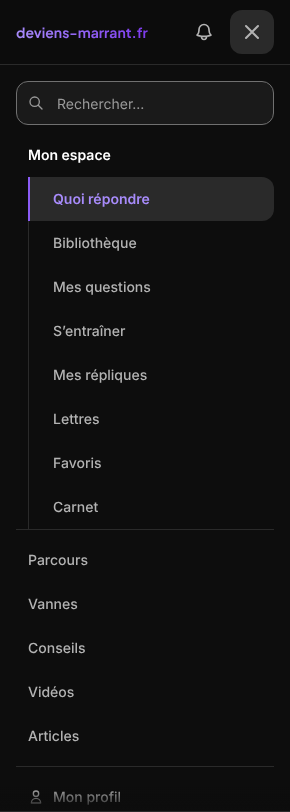 deviens-marrant.fr
Rechercher...
Mon espace
Quoi répondre
Bibliothèque
Mes questions
S’entraîner
Mes répliques
Lettres
Favoris
Carnet
Parcours
Vannes
Conseils
Vidéos
Articles
Mon profil